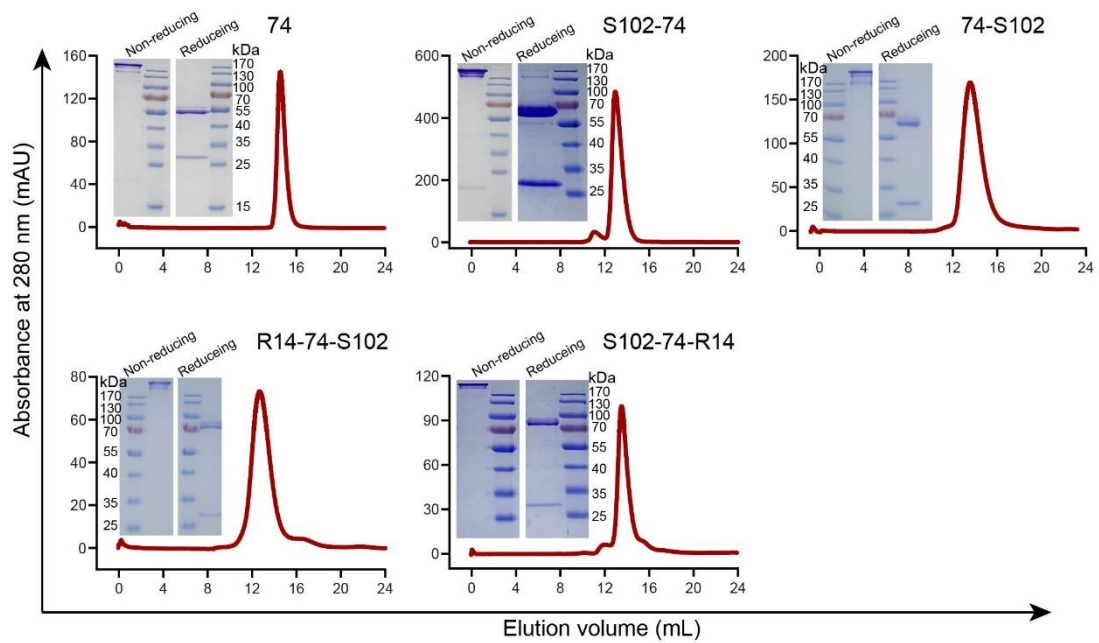 74
S102-74
74-S102
Non-reducing
Reduceing
kDa
170
130
100
70
55
40
35
25
15
160
120
80
40
0
0 4 8 12 16 20 24
Non-reducing
Reduceing
kDa
170
130
100
70
55
40
35
25
600
400
200
0
0 4 8 12 16 20 24
Non-reducing
Reduceing
kDa
170
130
100
70
55
40
35
25
200
150
100
50
0
0 4 8 12 16 20 24
R14-74-S102
S102-74-R14
Non-reducing
Reduceing
kDa
170
130
100
70
55
40
35
25
80
60
40
20
0
0 4 8 12 16 20 24
Non-reducing
Reduceing
kDa
170
130
100
70
55
40
35
25
120
90
60
30
0
0 4 8 12 16 20 24
Absorbance at 280 nm (mAU)
Elution volume (mL)